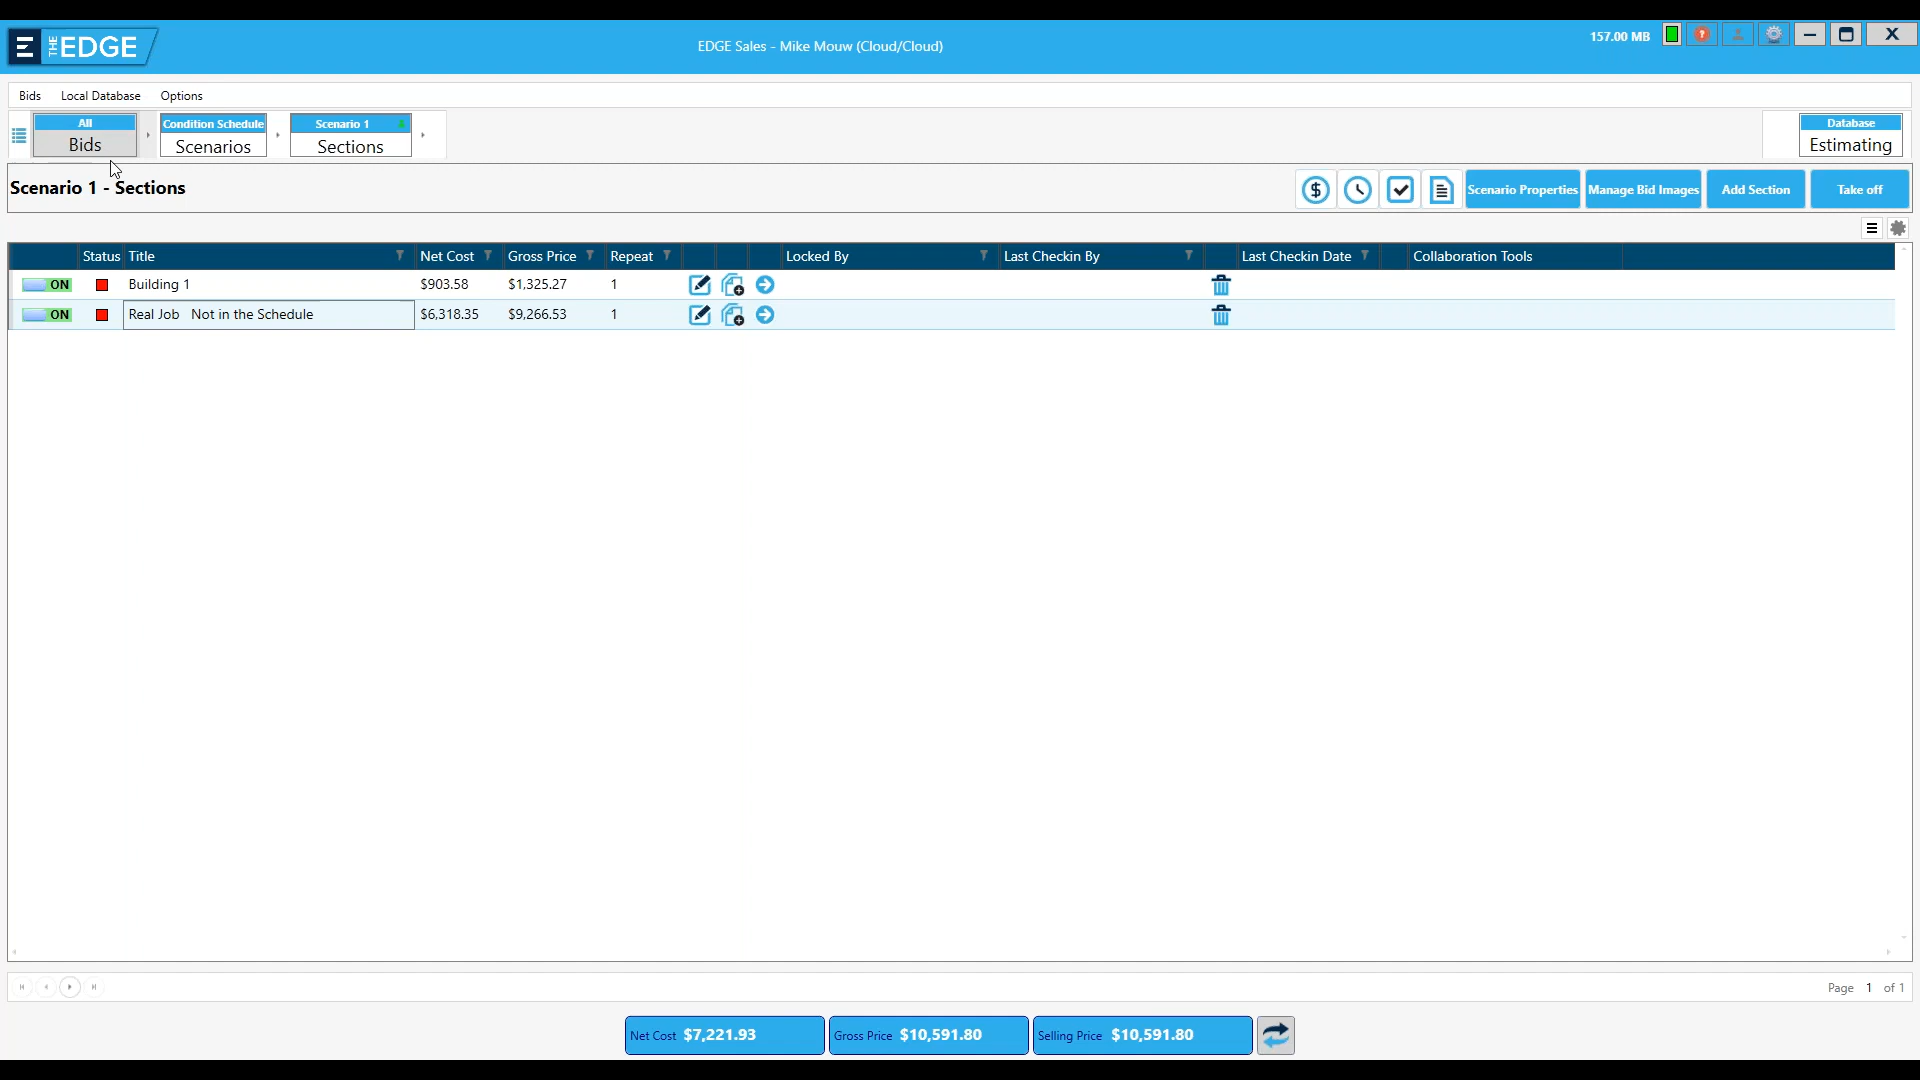 THE EDGE
EDGE Sales - Mike Mouw (Cloud/Cloud)
157.00 MB
Bids Local Database Options
All
Bids
Condition Schedule
Scenarios
Scenario 1
Sections
Database
Estimating
Scenario 1 - Sections
Scenario Properties
Manage Bid Images
Add Section
Take off
Status Title Net Cost Gross Price Repeat Locked By Last Checkin By Last Checkin Date Collaboration Tools
ON Building 1 $903.58 $1,325.27 1
ON Real Job Not in the Schedule $6,318.35 $9,266.53 1
Page 1 of 1
Net Cost $7,221.93
Gross Price $10,591.80
Selling Price $10,591.80